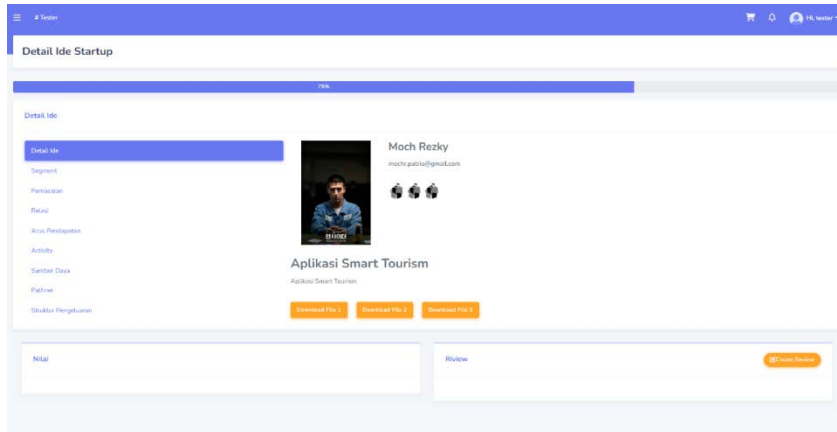 # Tester
Hi, tester
Detail Ide Startup
75%
Detail Ide
Detail Ide
Segment
Pemasaran
Relasi
Arus Pendapatan
Activity
Sumber Daya
Patner
Struktur Pengeluaran
Moch Rezky
mochr.patria@gmail.com
Aplikasi Smart Tourism
Aplikasi Smart Tourism
Download File 1
Download File 2
Download File 3
Nilai
Riview
Create Review